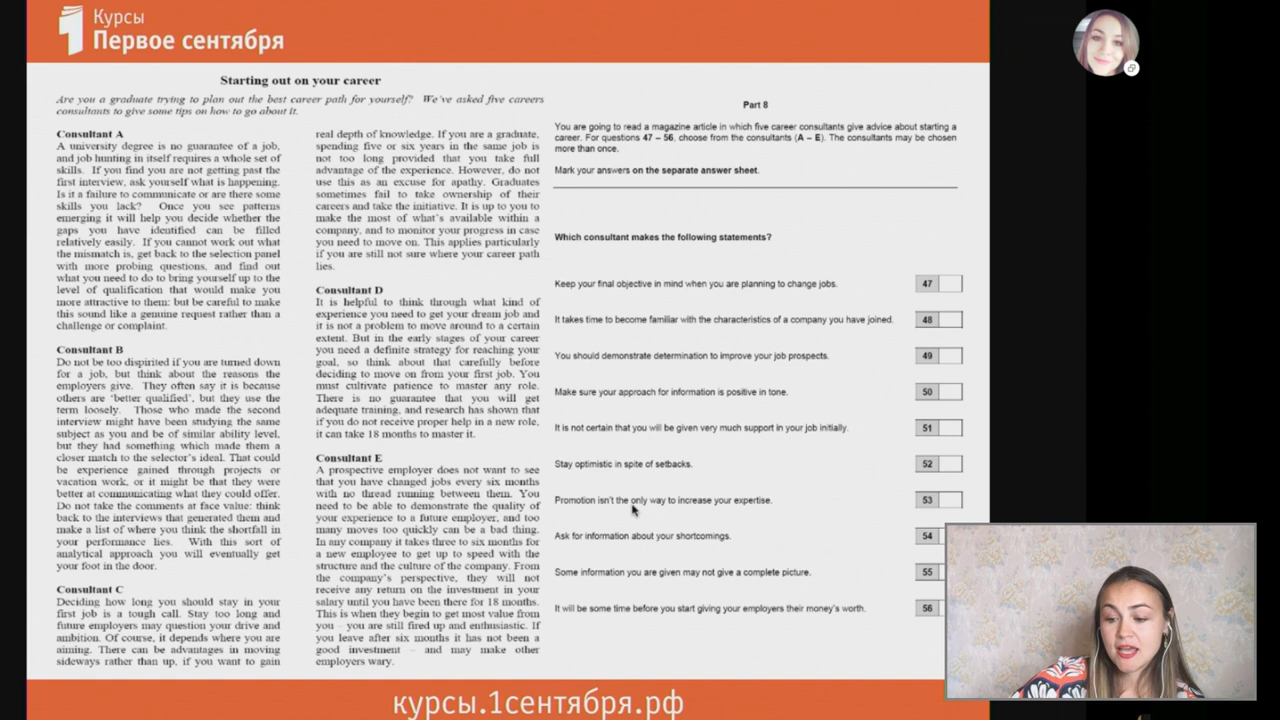 Курсы
Первое сентября
Starting out on your career
Are you a graduate trying to plan out the best career path for yourself? We've asked five careers
consultants to give some tips on how to go about it.
Consultant A
A university degree is no guarantee of a job,
and job hunting in itself requires a whole set of
skills. If you find you are not getting past the
first interview, ask yourself what is happening.
Is it a failure to communicate or are there some
skills you lack? Once you see patterns
emerging it will help you decide whether the
gaps you have identified can be filled
relatively easily. If you cannot work out what
the mismatch is, get back to the selection panel
with more probing questions, and find out
what you need to do to bring yourself up to the
level of qualification that would make you
more attractive to them: but be careful to make
this sound like a genuine request rather than a
challenge or complaint.
Consultant B
Do not be too dispirited if you are turned down
for a job, but think about the reasons the
employers give. They often say it is because
others are 'better qualified', but they use the
term loosely. Those who made the second
interview might have been studying the same
subject as you and be of similar ability level,
but they had something which made them a
closer match to the selector's ideal. That could
be experience gained through projects or
vacation work, or it might be that they were
better at communicating what they could offer.
Do not take the comments at face value: think
back to the interviews that generated them and
make a list of where you think the shortfall in
your performance lies. With this sort of
analytical approach you will eventually get
your foot in the door.
Consultant C
Deciding how long you should stay in your
first job is a tough call. Stay too long and
future employers may question your drive and
ambition. Of course, it depends where you are
aiming. There can be advantages in moving
sideways rather than up, if you want to gain
real depth of knowledge. If you are a graduate,
spending five or six years in the same job is
not too long provided that you take full
advantage of the experience. However, do not
use this as an excuse for apathy. Graduates
sometimes fail to take ownership of their
careers and take the initiative. It is up to you to
make the most of what's available within a
company, and to monitor your progress in case
you need to move on. This applies particularly
if you are still not sure where your career path
lies.
Consultant D
It is helpful to think through what kind of
experience you need to get your dream job and
it is not a problem to move around to a certain
extent. But in the early stages of your career
you need a definite strategy for reaching your
goal, so think about that carefully before
deciding to move on from your first job. You
must cultivate patience to master any role.
There is no guarantee that you will get
adequate training, and research has shown that
if you do not receive proper help in a new role,
it can take 18 months to master it.
Consultant E
A prospective employer does not want to see
that you have changed jobs every six months
with no thread running between them. You
need to be able to demonstrate the quality of
your experience to a future employer, and too
many moves too quickly can be a bad thing.
In any company it takes three to six months for
a new employee to get up to speed with the
structure and the culture of the company. From
the company's perspective, they will not
receive any return on the investment in your
salary until you have been there for 18 months.
This is when they begin to get most value from
you – you are still fired up and enthusiastic. If
you leave after six months it has not been a
good investment – and may make other
employers wary.
Part 8
You are going to read a magazine article in which five career consultants give advice about starting a
career. For questions 47 – 56, choose from the consultants (A – E). The consultants may be chosen
more than once.
Mark your answers on the separate answer sheet.
Which consultant makes the following statements?
Keep your final objective in mind when you are planning to change jobs. 47
It takes time to become familiar with the characteristics of a company you have joined. 48
You should demonstrate determination to improve your job prospects. 49
Make sure your approach for information is positive in tone. 50
It is not certain that you will be given very much support in your job initially. 51
Stay optimistic in spite of setbacks. 52
Promotion isn't the only way to increase your expertise. 53
Ask for information about your shortcomings. 54
Some information you are given may not give a complete picture. 55
It will be some time before you start giving your employers their money's worth. 56
курсы.1сентября.рф